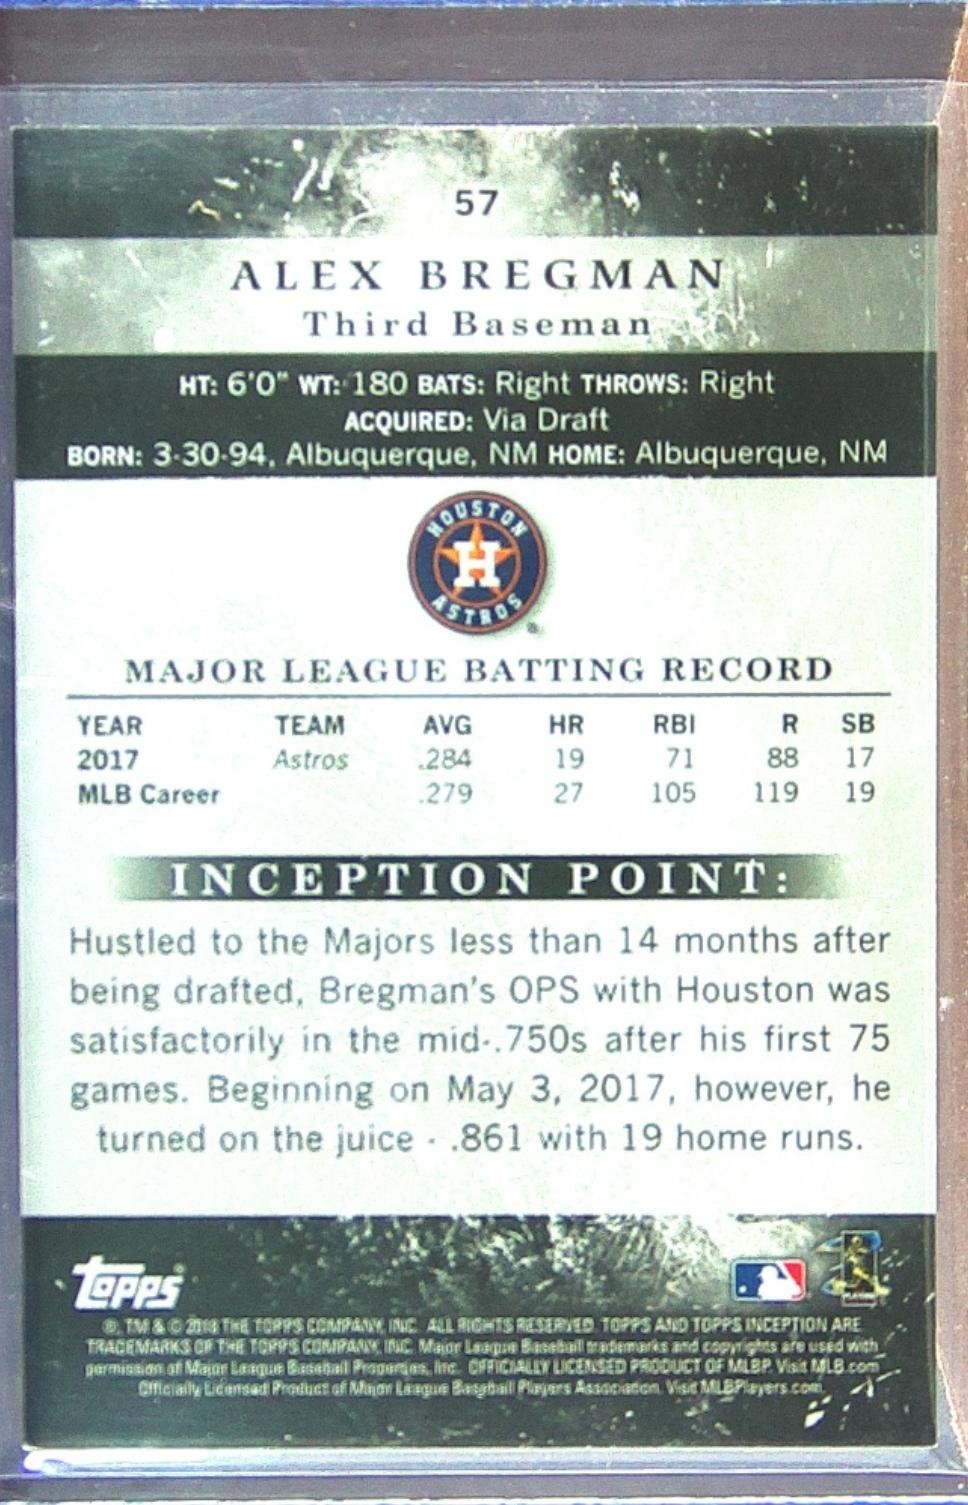 57
ALEX BREGMAN
Third Baseman
HT: 6'0" WT: 180 BATS: Right THROWS: Right
ACQUIRED: Via Draft
BORN: 3-30-94, Albuquerque, NM HOME: Albuquerque, NM
HOUSTON
H
ASTROS
MAJOR LEAGUE BATTING RECORD
YEAR TEAM AVG HR RBI R SB
2017 Astros .284 19 71 88 17
MLB Career .279 27 105 119 19
INCEPTION POINT:
Hustled to the Majors less than 14 months after
being drafted, Bregman's OPS with Houston was
satisfactorily in the mid-.750s after his first 75
games. Beginning on May 3, 2017, however, he
turned on the juice - .861 with 19 home runs.
Topps
®, TM & © 2018 THE TOPPS COMPANY, INC. ALL RIGHTS RESERVED. TOPPS AND TOPPS INCEPTION ARE
TRADEMARKS OF THE TOPPS COMPANY, INC. Major League Baseball trademarks and copyrights are used with
permission of Major League Baseball Properties, Inc. OFFICIALLY LICENSED PRODUCT OF MLBP. Visit MLB.com
Officially Licensed Product of Major League Baseball Players Association. Visit MLBPlayers.com.